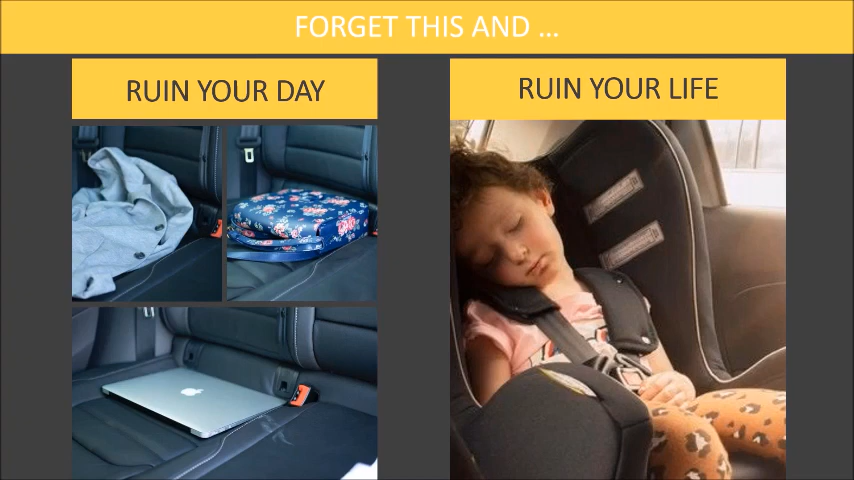 FORGET THIS AND ...
RUIN YOUR DAY
RUIN YOUR LIFE